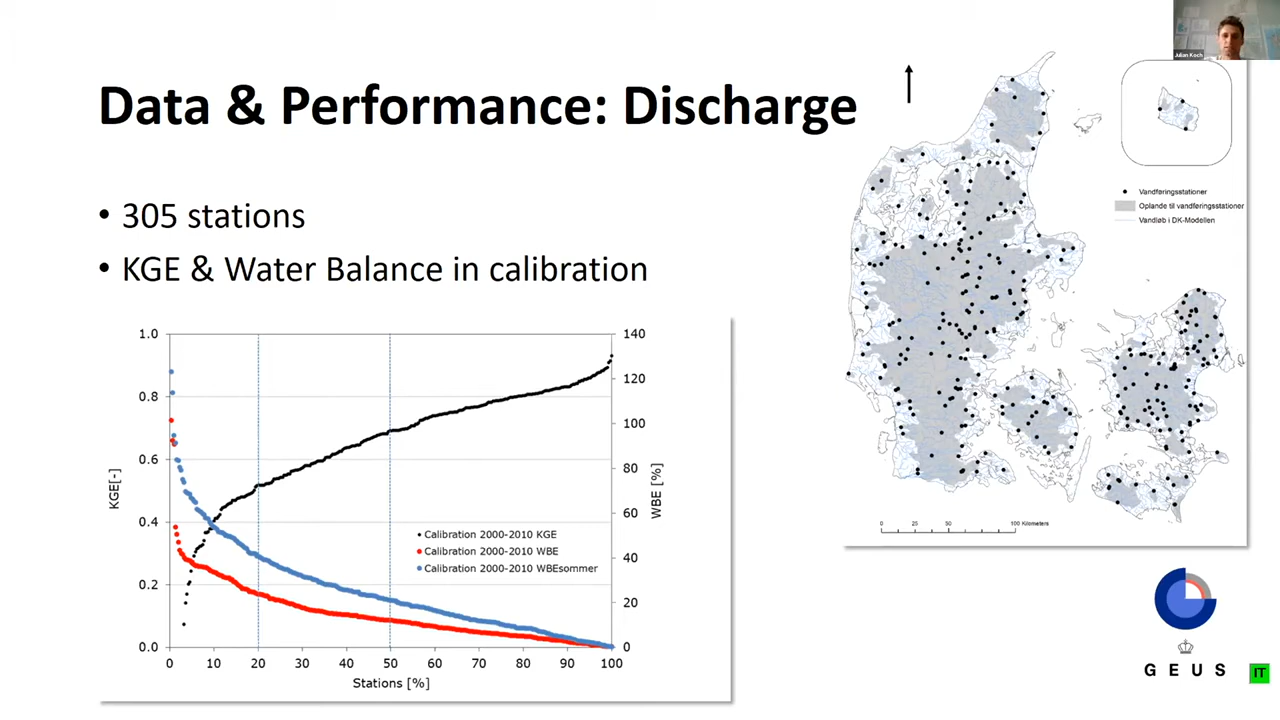 Julian Koch
Data & Performance: Discharge
• 305 stations
• KGE & Water Balance in calibration
1.0
0.8
0.6
0.4
0.2
0.0
KGE[-]
140
120
100
80
60
40
20
0
WBE [%]
Calibration 2000-2010 KGE
Calibration 2000-2010 WBE
Calibration 2000-2010 WBEsommer
0 10 20 30 40 50 60 70 80 90 100
Stations [%]
Vandføringsstationer
Oplande til vandføringsstationer
Vandløb i DK-Modellen
0 25 50 100 Kilometers
GEUS
IT